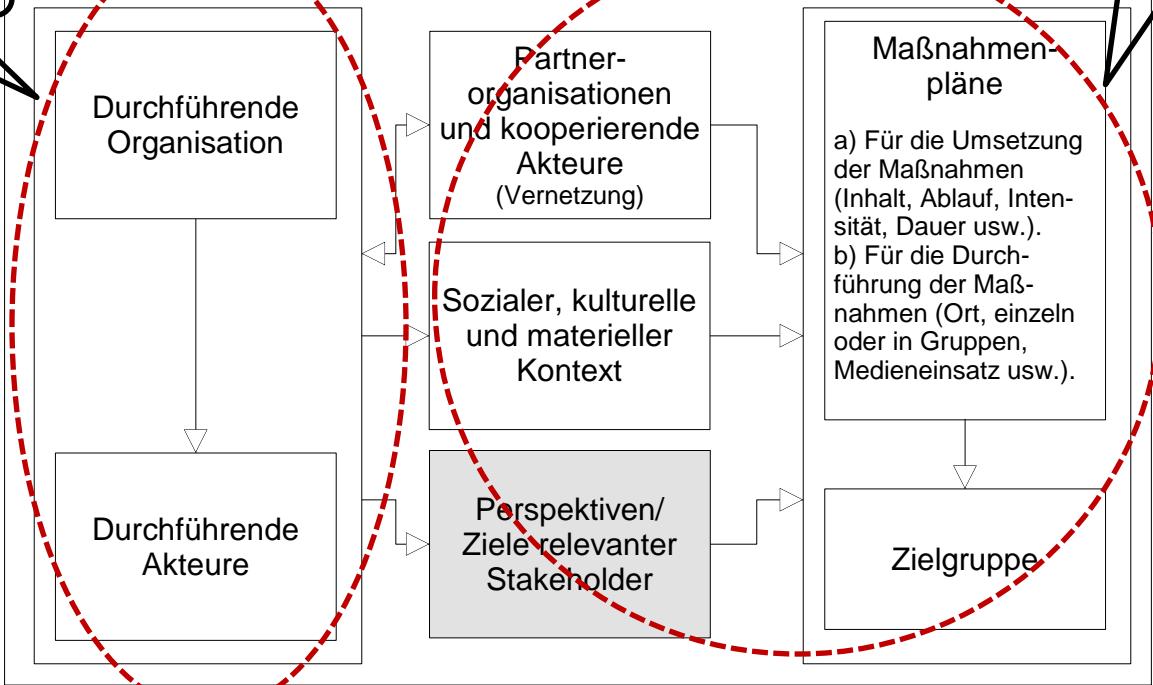 Durchführende
Organisation
Durchführende
Akteure
Partner-
organisationen
und kooperierende
Akteure
(Vernetzung)
Sozialer, kulturelle
und materieller
Kontext
Perspektiven/
Ziele relevanter
Stakeholder
Maßnahmen-
pläne
a) Für die Umsetzung
der Maßnahmen
(Inhalt, Ablauf, Inten-
sität, Dauer usw.).
b) Für die Durch-
führung der Maß-
nahmen (Ort, einzeln
oder in Gruppen,
Medieneinsatz usw.).
Zielgruppe